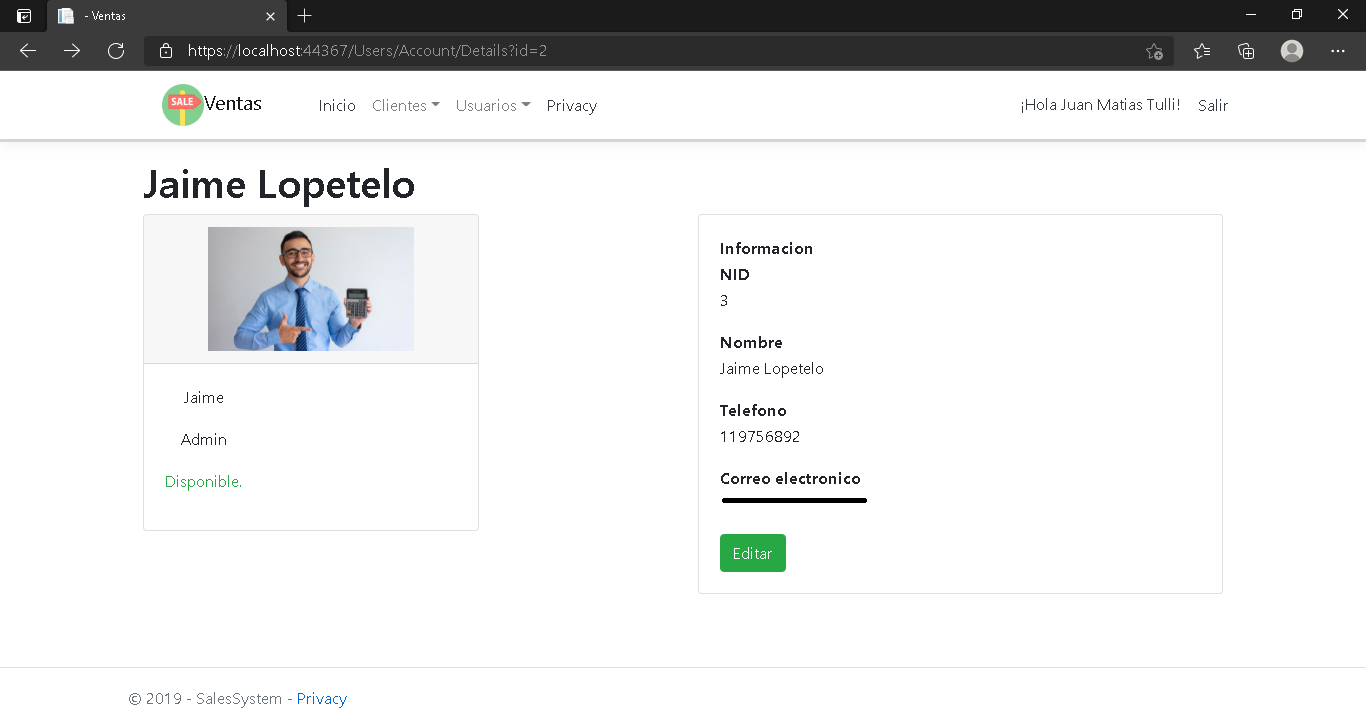 - Ventas
https://localhost:44367/Users/Account/Details?id=2
SALE Ventas Inicio Clientes Usuarios Privacy ¡Hola Juan Matias Tulli! Salir
Jaime Lopetelo
Jaime
Admin
Disponible.
Informacion
NID
3
Nombre
Jaime Lopetelo
Telefono
119756892
Correo electronico
Editar
© 2019 - SalesSystem - Privacy